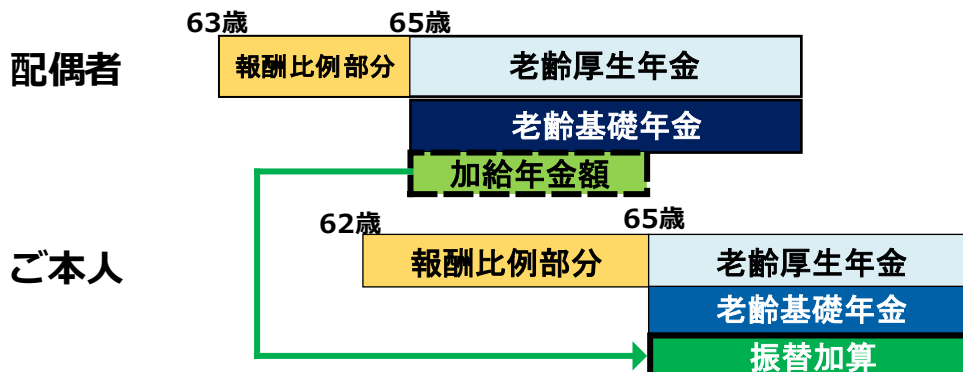 63歳
65歳
配偶者
報酬比例部分
老齢厚生年金
老齢基礎年金
加給年金額
62歳
65歳
ご本人
報酬比例部分
老齢厚生年金
老齢基礎年金
振替加算